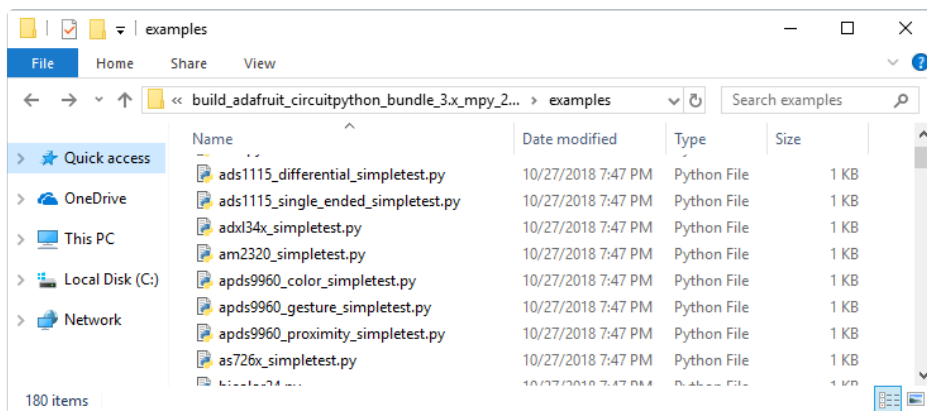 examples
File Home Share View
« build_adafruit_circuitpython_bundle_3.x_mpy_2... > examples Search examples
Name Date modified Type Size
Quick access
ads1115_differential_simpletest.py 10/27/2018 7:47 PM Python File 1 KB
ads1115_single_ended_simpletest.py 10/27/2018 7:47 PM Python File 1 KB
OneDrive
adxl34x_simpletest.py 10/27/2018 7:47 PM Python File 1 KB
This PC
am2320_simpletest.py 10/27/2018 7:47 PM Python File 1 KB
Local Disk (C:)
apds9960_color_simpletest.py 10/27/2018 7:47 PM Python File 1 KB
apds9960_gesture_simpletest.py 10/27/2018 7:47 PM Python File 1 KB
Network
apds9960_proximity_simpletest.py 10/27/2018 7:47 PM Python File 1 KB
as726x_simpletest.py 10/27/2018 7:47 PM Python File 1 KB
180 items